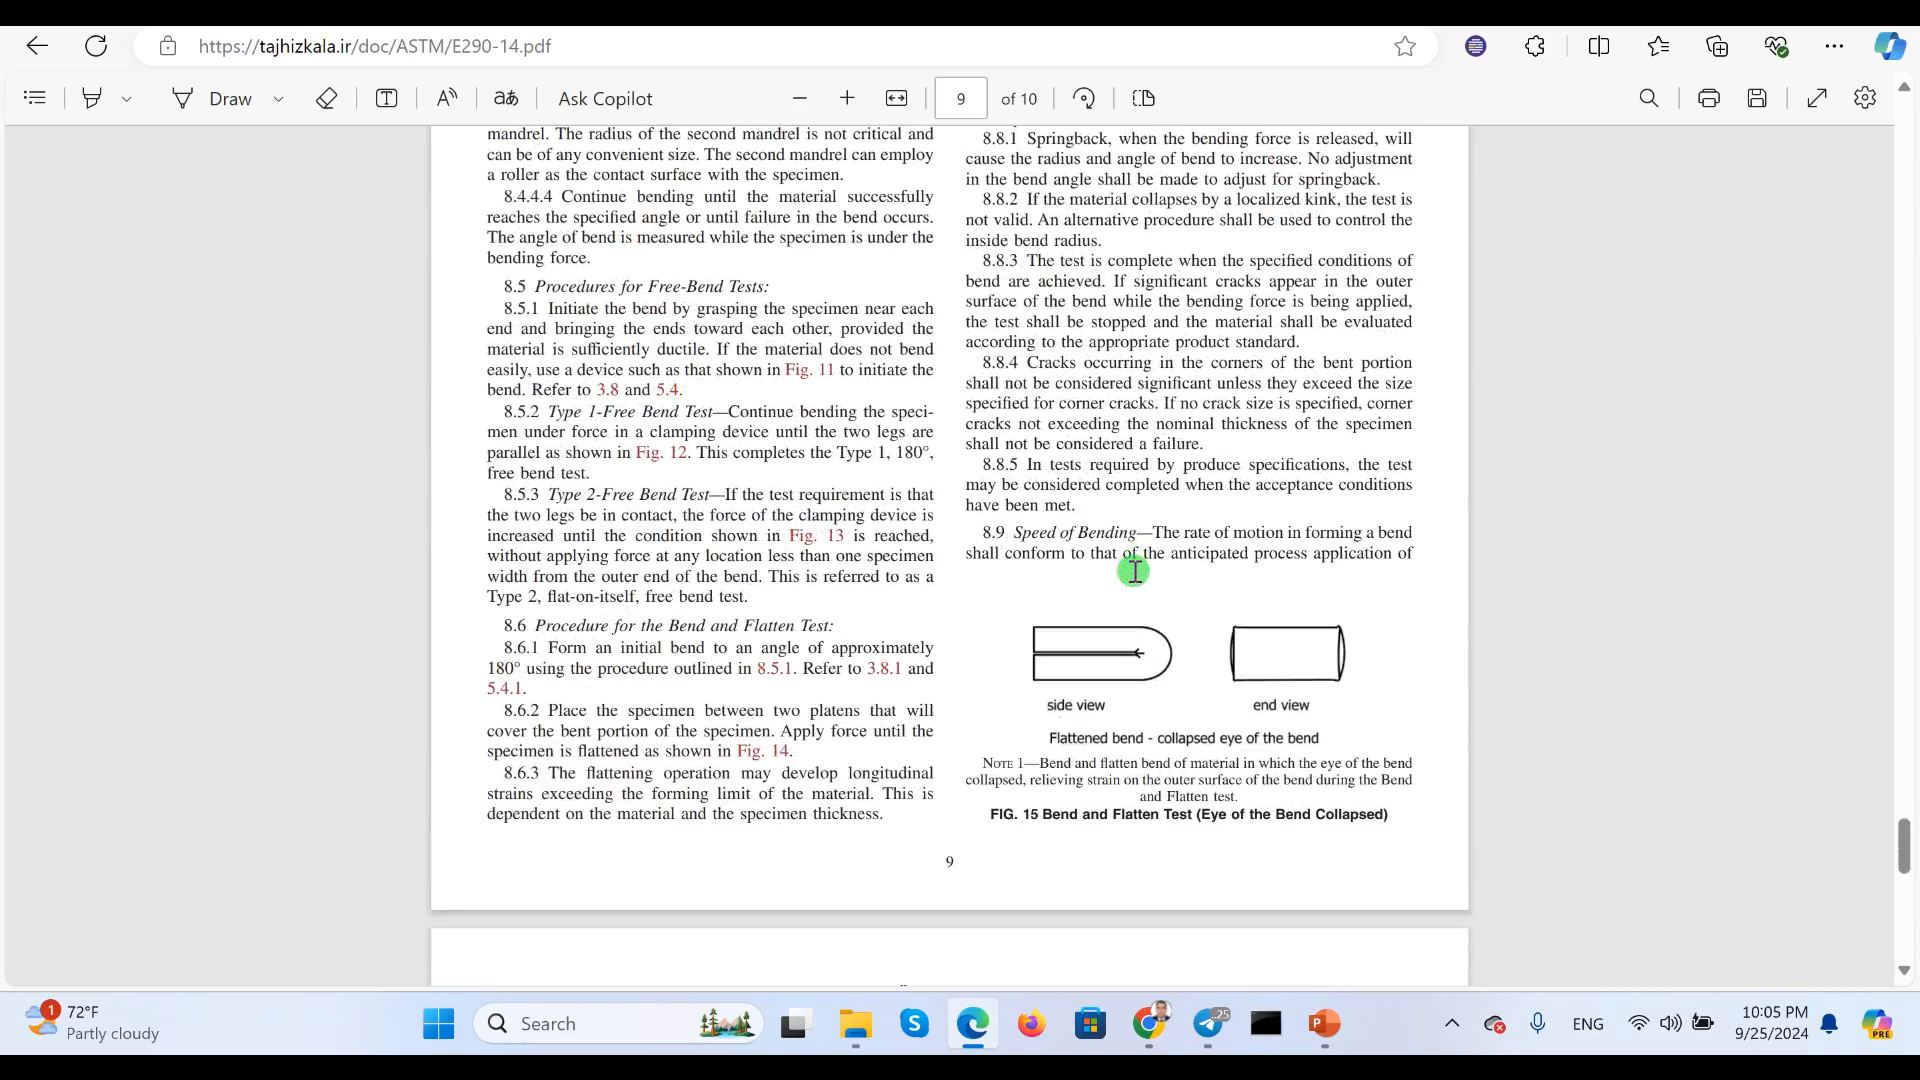 https://tajhizkala.ir/doc/ASTM/E290-14.pdf
Draw
aあ
Ask Copilot
9
of 10
mandrel. The radius of the second mandrel is not critical and
can be of any convenient size. The second mandrel can employ
a roller as the contact surface with the specimen.
8.4.4.4 Continue bending until the material successfully
reaches the specified angle or until failure in the bend occurs.
The angle of bend is measured while the specimen is under the
bending force.
8.5 Procedures for Free-Bend Tests:
8.5.1 Initiate the bend by grasping the specimen near each
end and bringing the ends toward each other, provided the
material is sufficiently ductile. If the material does not bend
easily, use a device such as that shown in Fig. 11 to initiate the
bend. Refer to 3.8 and 5.4.
8.5.2 Type 1-Free Bend Test—Continue bending the speci-
men under force in a clamping device until the two legs are
parallel as shown in Fig. 12. This completes the Type 1, 180°,
free bend test.
8.5.3 Type 2-Free Bend Test—If the test requirement is that
the two legs be in contact, the force of the clamping device is
increased until the condition shown in Fig. 13 is reached,
without applying force at any location less than one specimen
width from the outer end of the bend. This is referred to as a
Type 2, flat-on-itself, free bend test.
8.6 Procedure for the Bend and Flatten Test:
8.6.1 Form an initial bend to an angle of approximately
180° using the procedure outlined in 8.5.1. Refer to 3.8.1 and
5.4.1.
8.6.2 Place the specimen between two platens that will
cover the bent portion of the specimen. Apply force until the
specimen is flattened as shown in Fig. 14.
8.6.3 The flattening operation may develop longitudinal
strains exceeding the forming limit of the material. This is
dependent on the material and the specimen thickness.
8.8.1 Springback, when the bending force is released, will
cause the radius and angle of bend to increase. No adjustment
in the bend angle shall be made to adjust for springback.
8.8.2 If the material collapses by a localized kink, the test is
not valid. An alternative procedure shall be used to control the
inside bend radius.
8.8.3 The test is complete when the specified conditions of
bend are achieved. If significant cracks appear in the outer
surface of the bend while the bending force is being applied,
the test shall be stopped and the material shall be evaluated
according to the appropriate product standard.
8.8.4 Cracks occurring in the corners of the bent portion
shall not be considered significant unless they exceed the size
specified for corner cracks. If no crack size is specified, corner
cracks not exceeding the nominal thickness of the specimen
shall not be considered a failure.
8.8.5 In tests required by produce specifications, the test
may be considered completed when the acceptance conditions
have been met.
8.9 Speed of Bending—The rate of motion in forming a bend
shall conform to that of the anticipated process application of
side view
end view
Flattened bend - collapsed eye of the bend
NOTE 1—Bend and flatten bend of material in which the eye of the bend
collapsed, relieving strain on the outer surface of the bend during the Bend
and Flatten test.
FIG. 15 Bend and Flatten Test (Eye of the Bend Collapsed)
9
1
72°F
Partly cloudy
Search
25
ENG
10:05 PM
9/25/2024
PRE